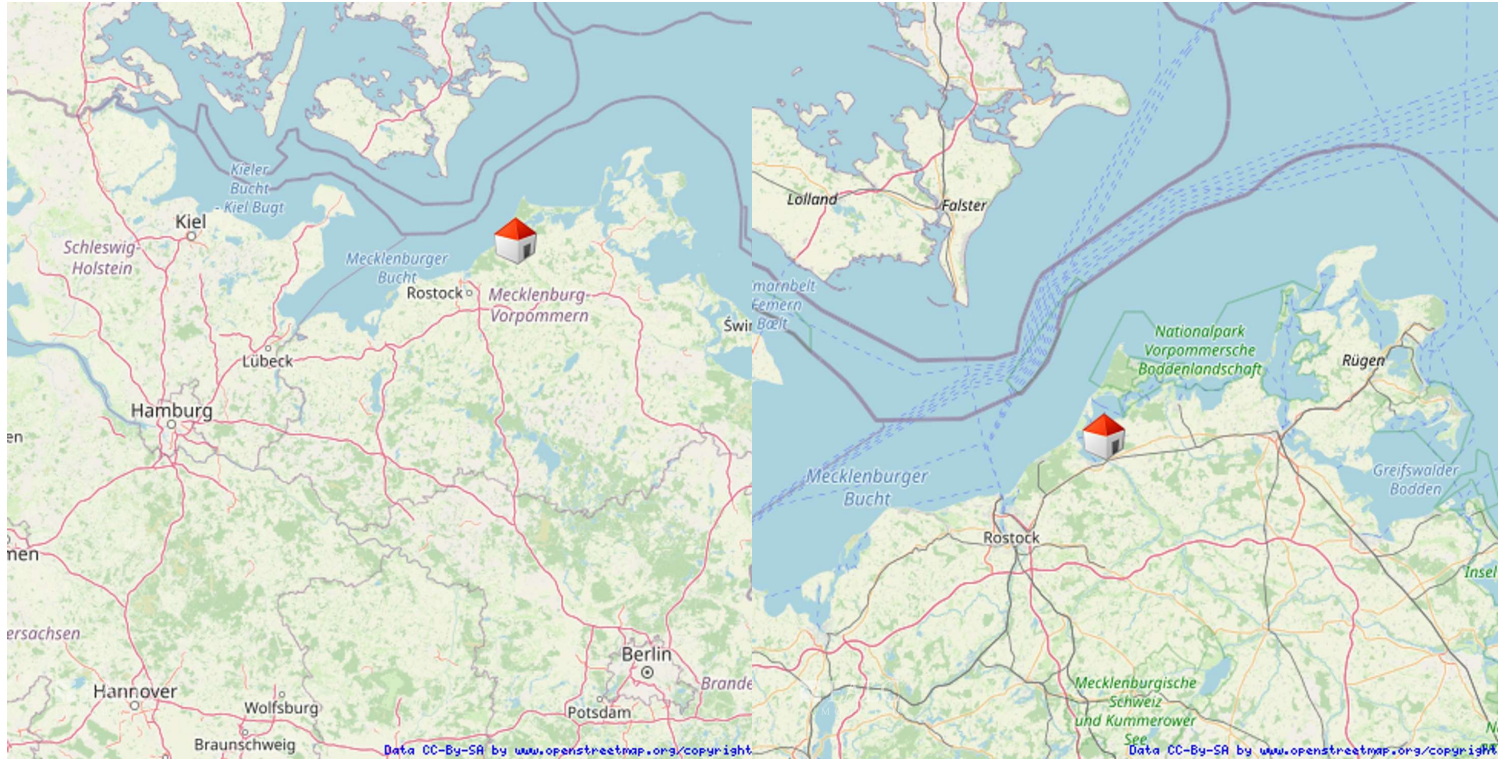 Kieler
Bucht
- Kiel Bugt
Kiel
Schleswig-
Holstein
Mecklenburger
Bucht
Rostock
Mecklenburg-
Vorpommern
Świn
Lübeck
Hamburg
en
men
ersachsen
Berlin
Hannover
Brande
Wolfsburg
Potsdam
Braunschweig
Data CC-By-SA by www.openstreetmap.org/copyright
Lolland
Falster
marnbelt
Femern
Bælt
Nationalpark
Vorpommersche
Boddenlandschaft
Rügen
Mecklenburger
Bucht
Greifswalder
Bodden
Rostock
Insel
Mecklenburgische
Schweiz
und Kummerower
See
Data CC-By-SA by www.openstreetmap.org/copyright